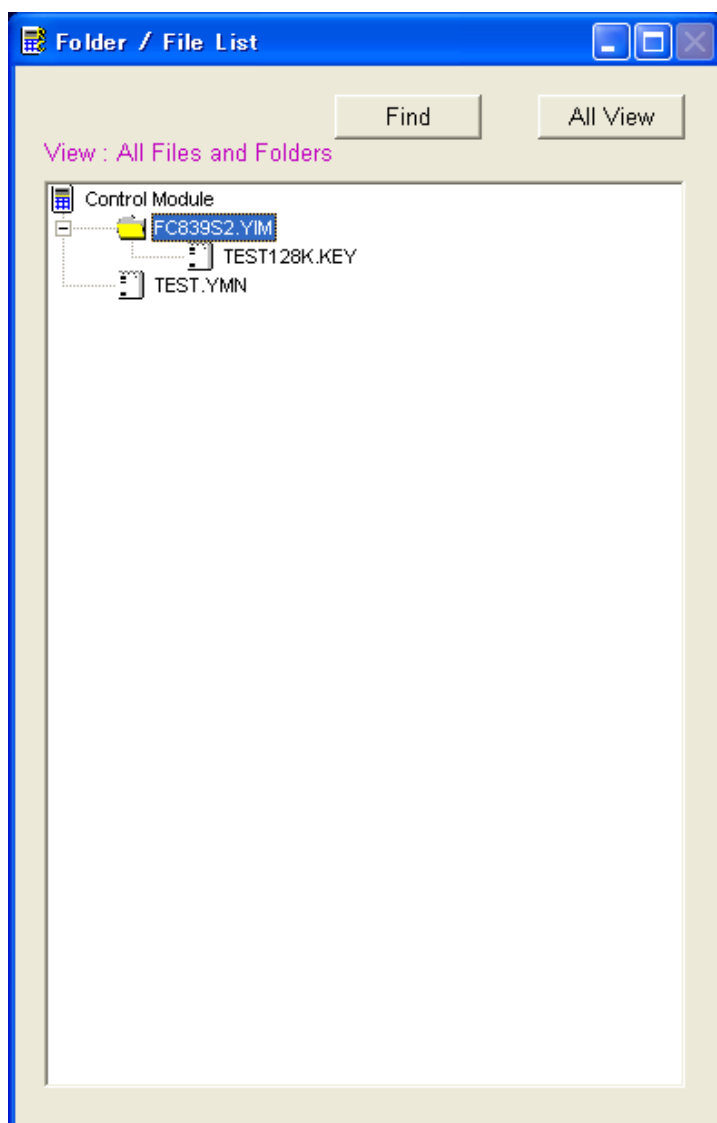 Folder / File List
Find
All View
View : All Files and Folders
Control Module
FC839S2.YIM
TEST128K.KEY
TEST.YMN